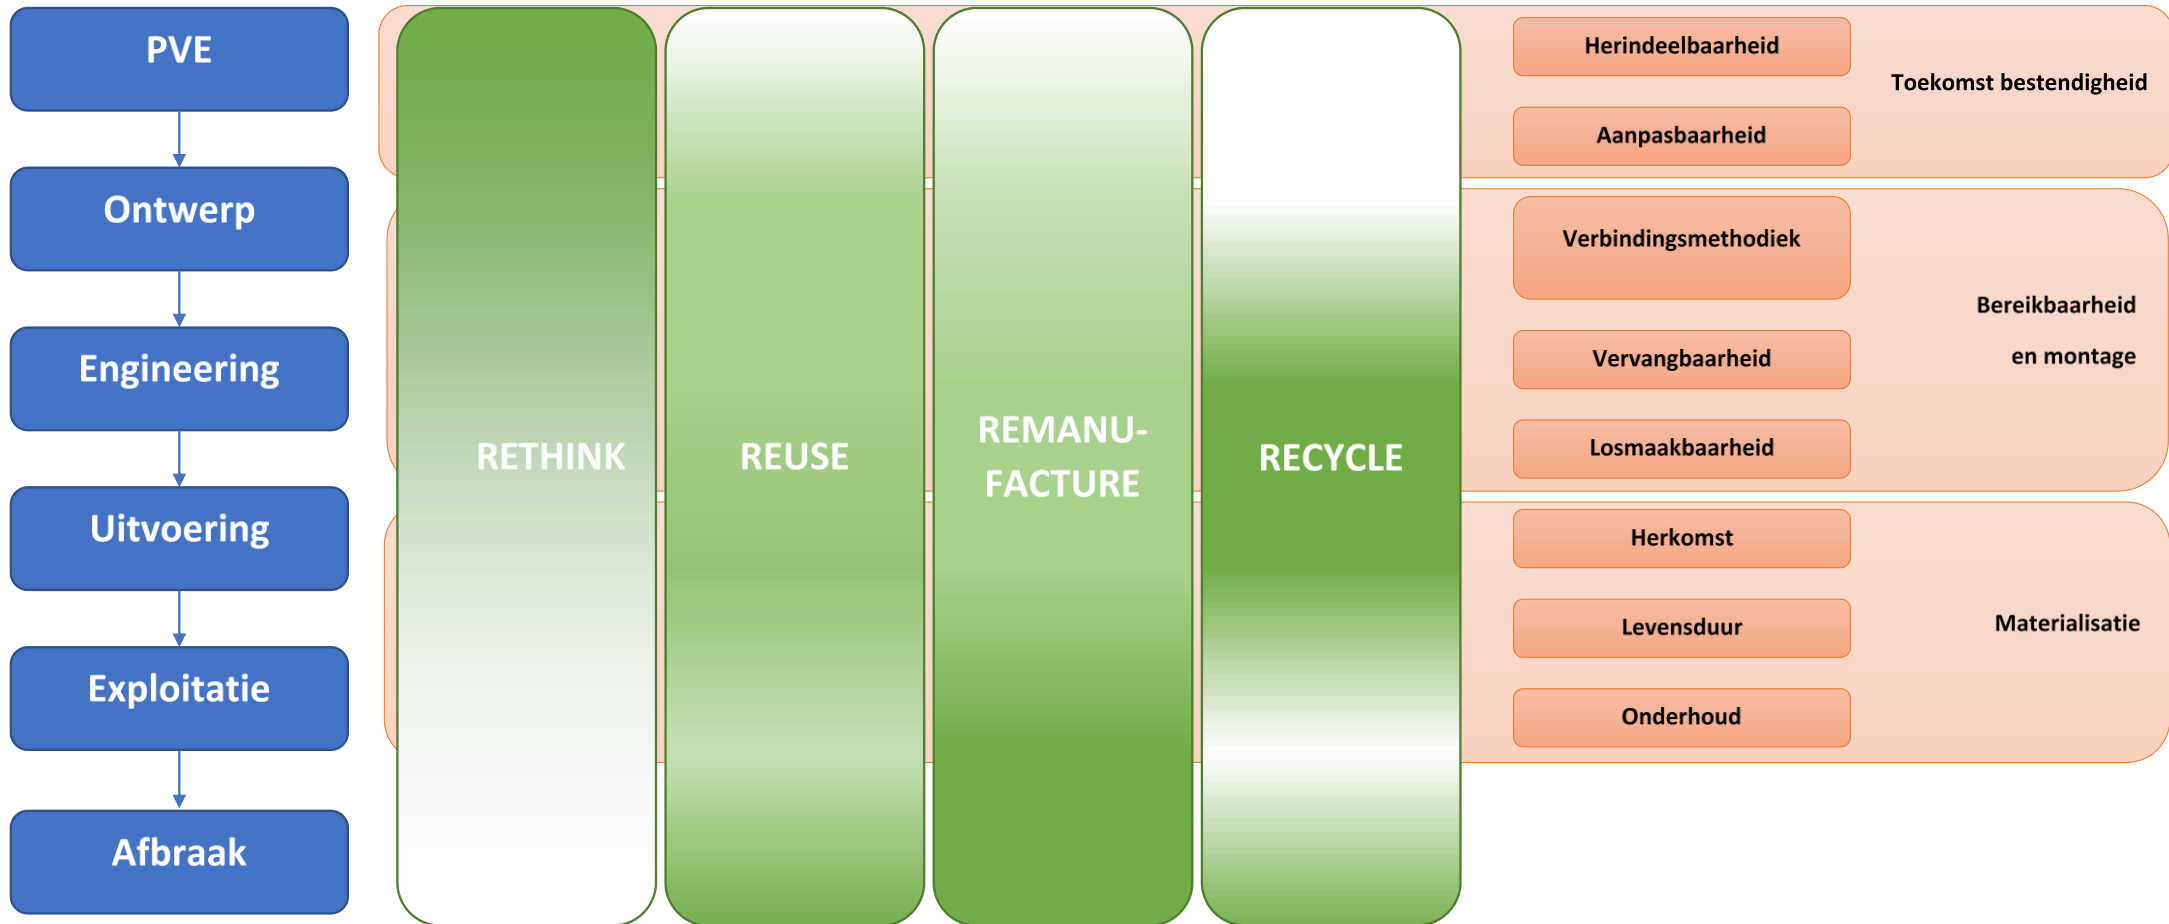 PVE
Ontwerp
Engineering
Uitvoering
Exploitatie
Afbraak
RETHINK
REUSE
REMANU-
FACTURE
RECYCLE
Herindeelbaarheid
Aanpasbaarheid
Toekomst bestendigheid
Verbindingsmethodiek
Vervangbaarheid
Losmaakbaarheid
Bereikbaarheid
en montage
Herkomst
Levensduur
Onderhoud
Materialisatie